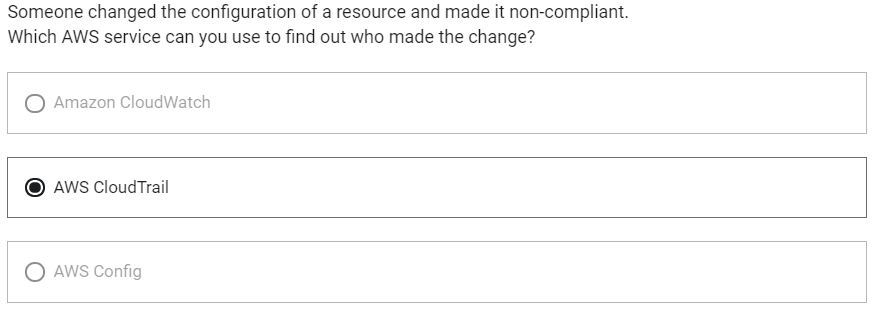 Someone changed the configuration of a resource and made it non-compliant.
Which AWS service can you use to find out who made the change?
Amazon CloudWatch
AWS CloudTrail
AWS Config